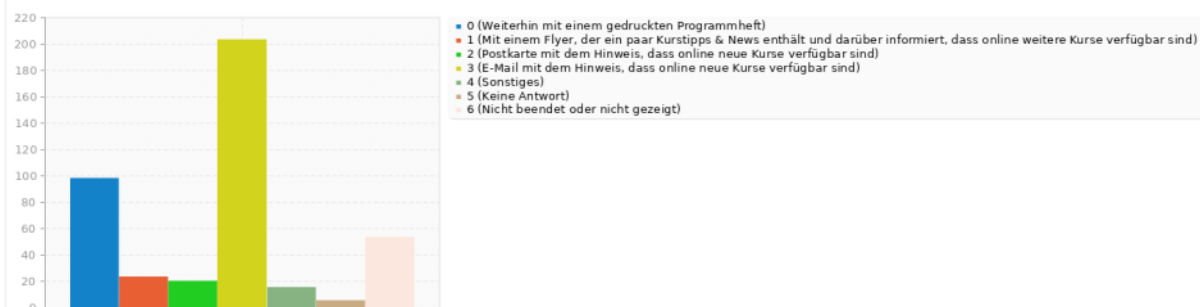 220
200
180
160
140
120
100
80
60
40
20
0
0 (Weiterhin mit einem gedruckten Programmheft)
1 (Mit einem Flyer, der ein paar Kurstipps & News enthält und darüber informiert, dass online weitere Kurse verfügbar sind)
2 (Postkarte mit dem Hinweis, dass online neue Kurse verfügbar sind)
3 (E-Mail mit dem Hinweis, dass online neue Kurse verfügbar sind)
4 (Sonstiges)
5 (Keine Antwort)
6 (Nicht beendet oder nicht gezeigt)